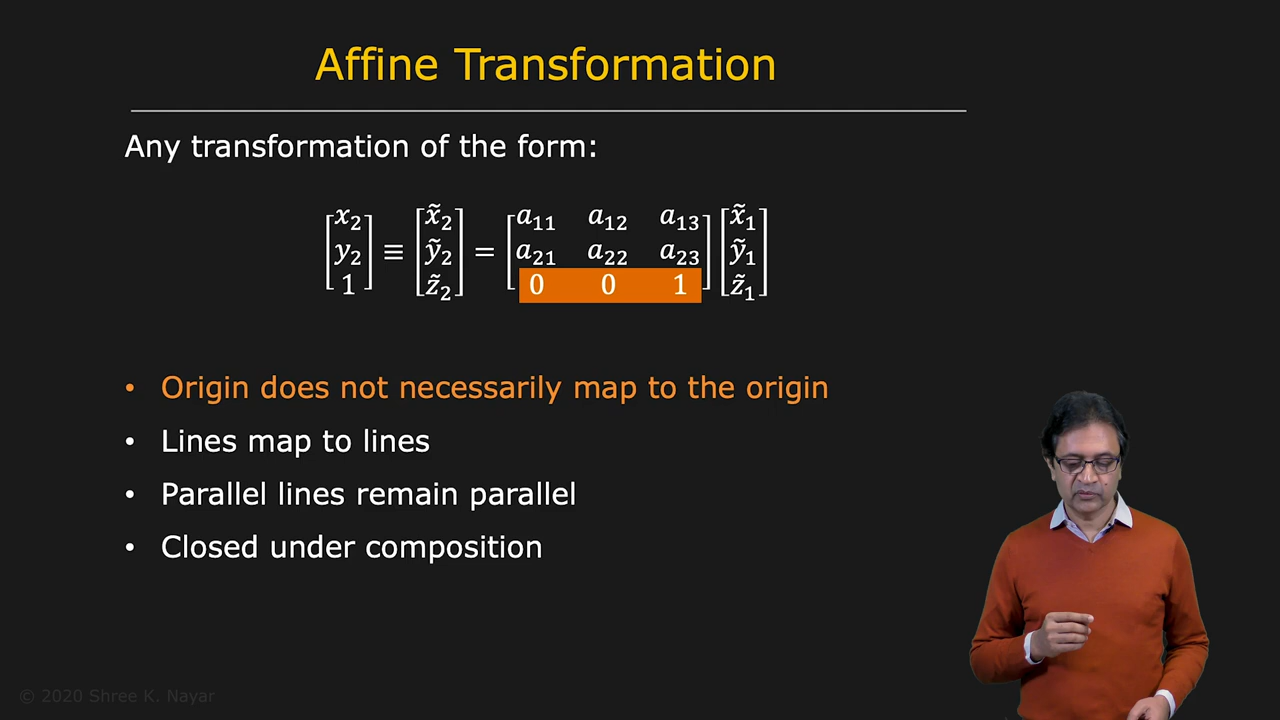 Affine Transformation
Any transformation of the form:
[x₂ y₂ 1] ≡ [x̃₂ ỹ₂ z̃₂] = [a₁₁ a₁₂ a₁₃; a₂₁ a₂₂ a₂₃; 0 0 1] [x̃₁ ỹ₁ z̃₁]
• Origin does not necessarily map to the origin
• Lines map to lines
• Parallel lines remain parallel
• Closed under composition
© 2020 Shree K. Nayar